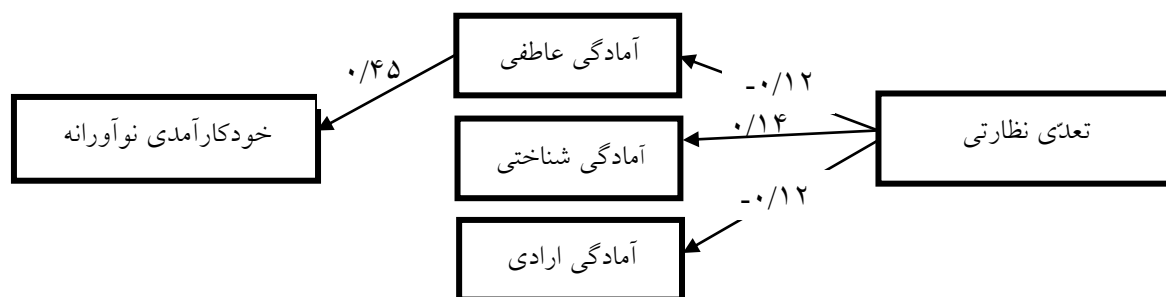 آمادگی عاطفی
۰/۴۵
-۰/۱۲
تعدّی نظارتی
۰/۱۴
خودکارآمدی نوآورانه
آمادگی شناختی
-۰/۱۲
آمادگی ارادی